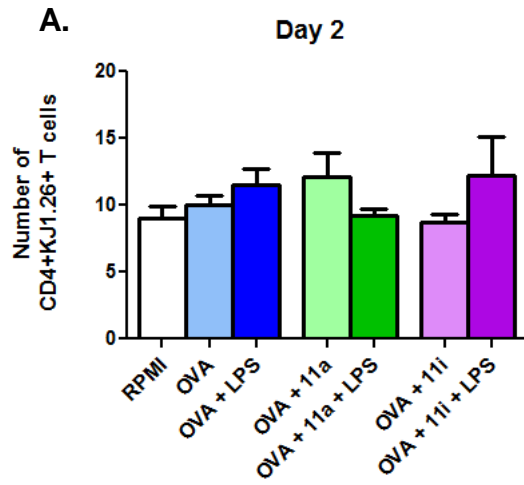 A.
Day 2
Number of
CD4+KJ1.26+ T cells
20
15
10
5
0
RPMI
OVA
OVA + LPS
OVA + 11a
OVA + 11a + LPS
OVA + 11i
OVA + 11i + LPS